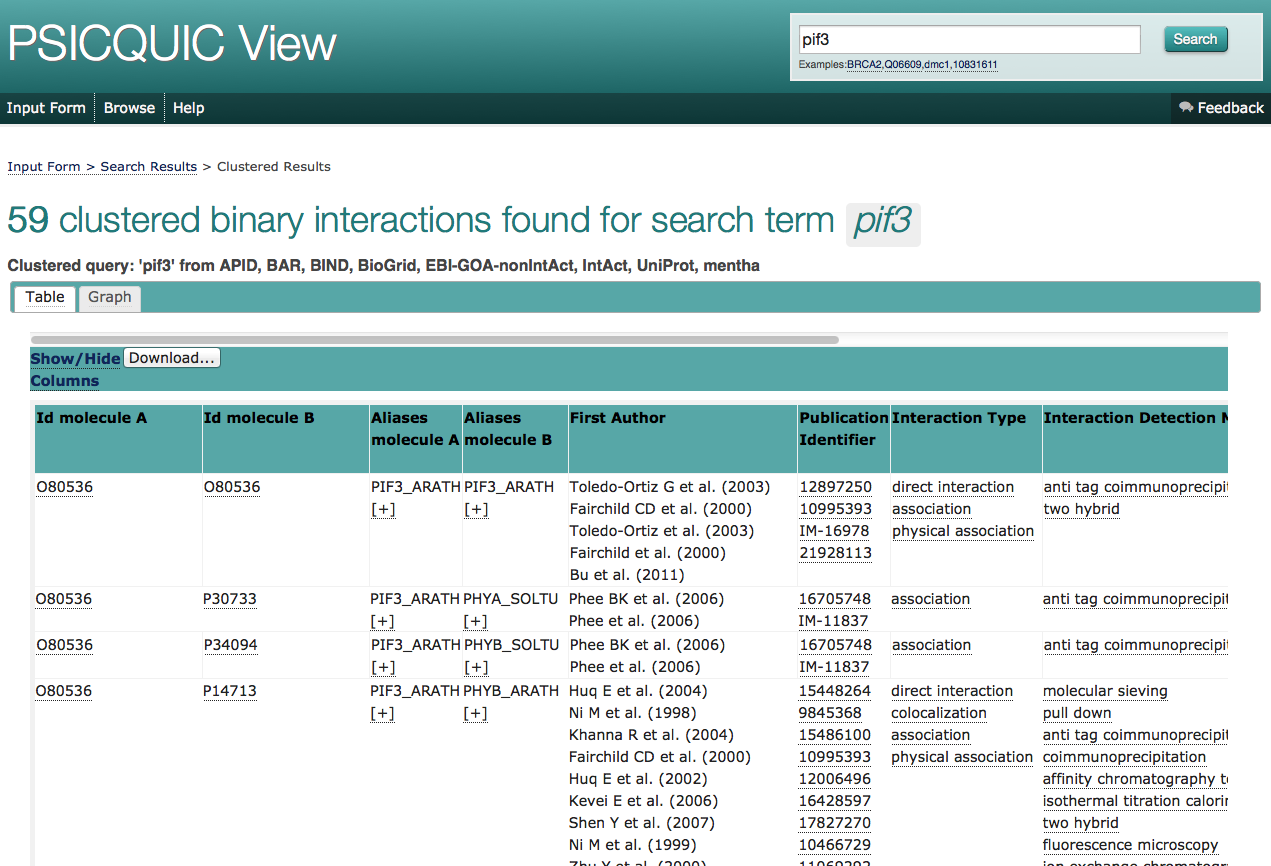 PSICQUIC View
pif3
Search
Examples:BRCA2,Q06609,dmc1,10831611
Input Form Browse Help Feedback
Input Form > Search Results > Clustered Results
59 clustered binary interactions found for search term pif3
Clustered query: 'pif3' from APID, BAR, BIND, BioGrid, EBI-GOA-nonIntAct, IntAct, UniProt, mentha
Table Graph
Show/Hide Download...
Columns
Id molecule A Id molecule B Aliases Aliases First Author Publication Interaction Type Interaction Detection
molecule A molecule B Identifier
O80536 O80536 PIF3_ARATH PIF3_ARATH Toledo-Ortiz G et al. (2003) 12897250 direct interaction anti tag coimmunoprecipit
[+] [+] Fairchild CD et al. (2000) 10995393 association two hybrid
Toledo-Ortiz et al. (2003) IM-16978 physical association
Fairchild et al. (2000) 21928113
Bu et al. (2011)
O80536 P30733 PIF3_ARATH PHYA_SOLTU Phee BK et al. (2006) 16705748 association anti tag coimmunoprecipit
[+] [+] Phee et al. (2006) IM-11837
O80536 P34094 PIF3_ARATH PHYB_SOLTU Phee BK et al. (2006) 16705748 association anti tag coimmunoprecipit
[+] [+] Phee et al. (2006) IM-11837
O80536 P14713 PIF3_ARATH PHYB_ARATH Huq E et al. (2004) 15448264 direct interaction molecular sieving
[+] [+] Ni M et al. (1998) 9845368 colocalization pull down
Khanna R et al. (2004) 15486100 association anti tag coimmunoprecipit
Fairchild CD et al. (2000) 10995393 physical association coimmunoprecipitation
Huq E et al. (2002) 12006496 affinity chromatography t
Kevei E et al. (2006) 16428597 isothermal titration calorin
Shen Y et al. (2007) 17827270 two hybrid
Ni M et al. (1999) 10466729 fluorescence microscopy